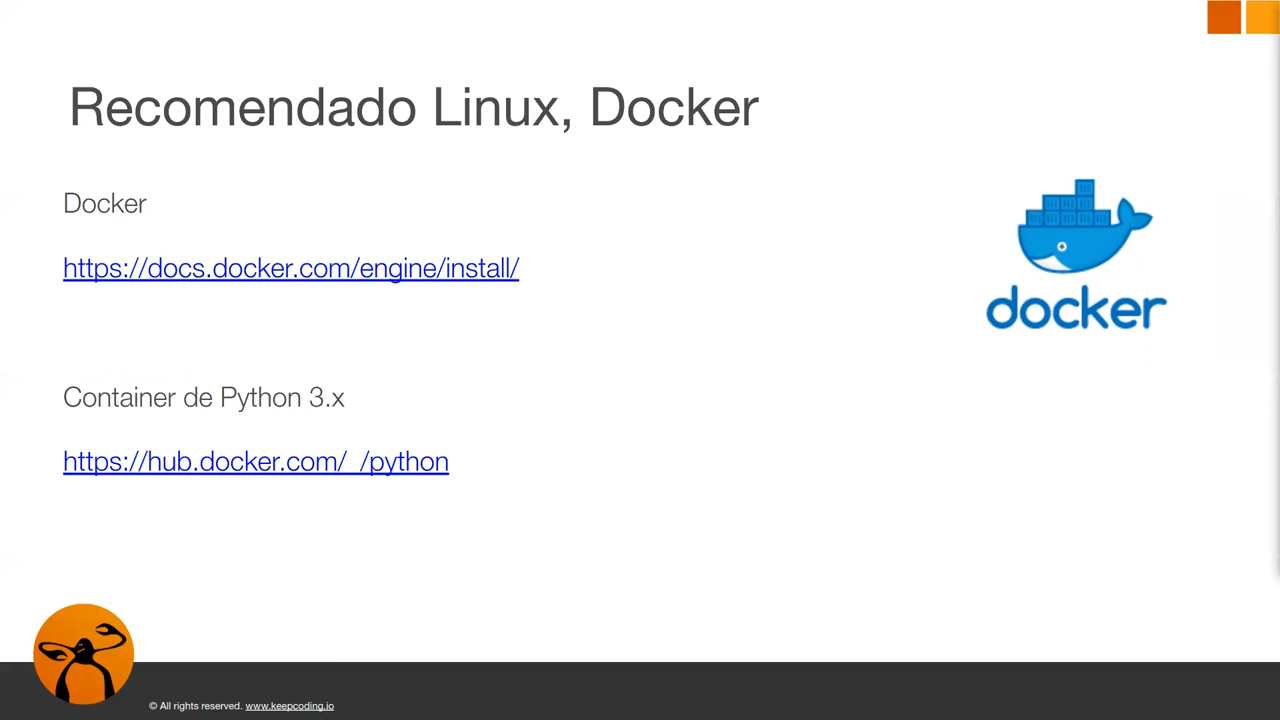 Recomendado Linux, Docker
Docker
https://docs.docker.com/engine/install/
docker
Container de Python 3.x
https://hub.docker.com/_/python
© All rights reserved. www.keepcoding.io